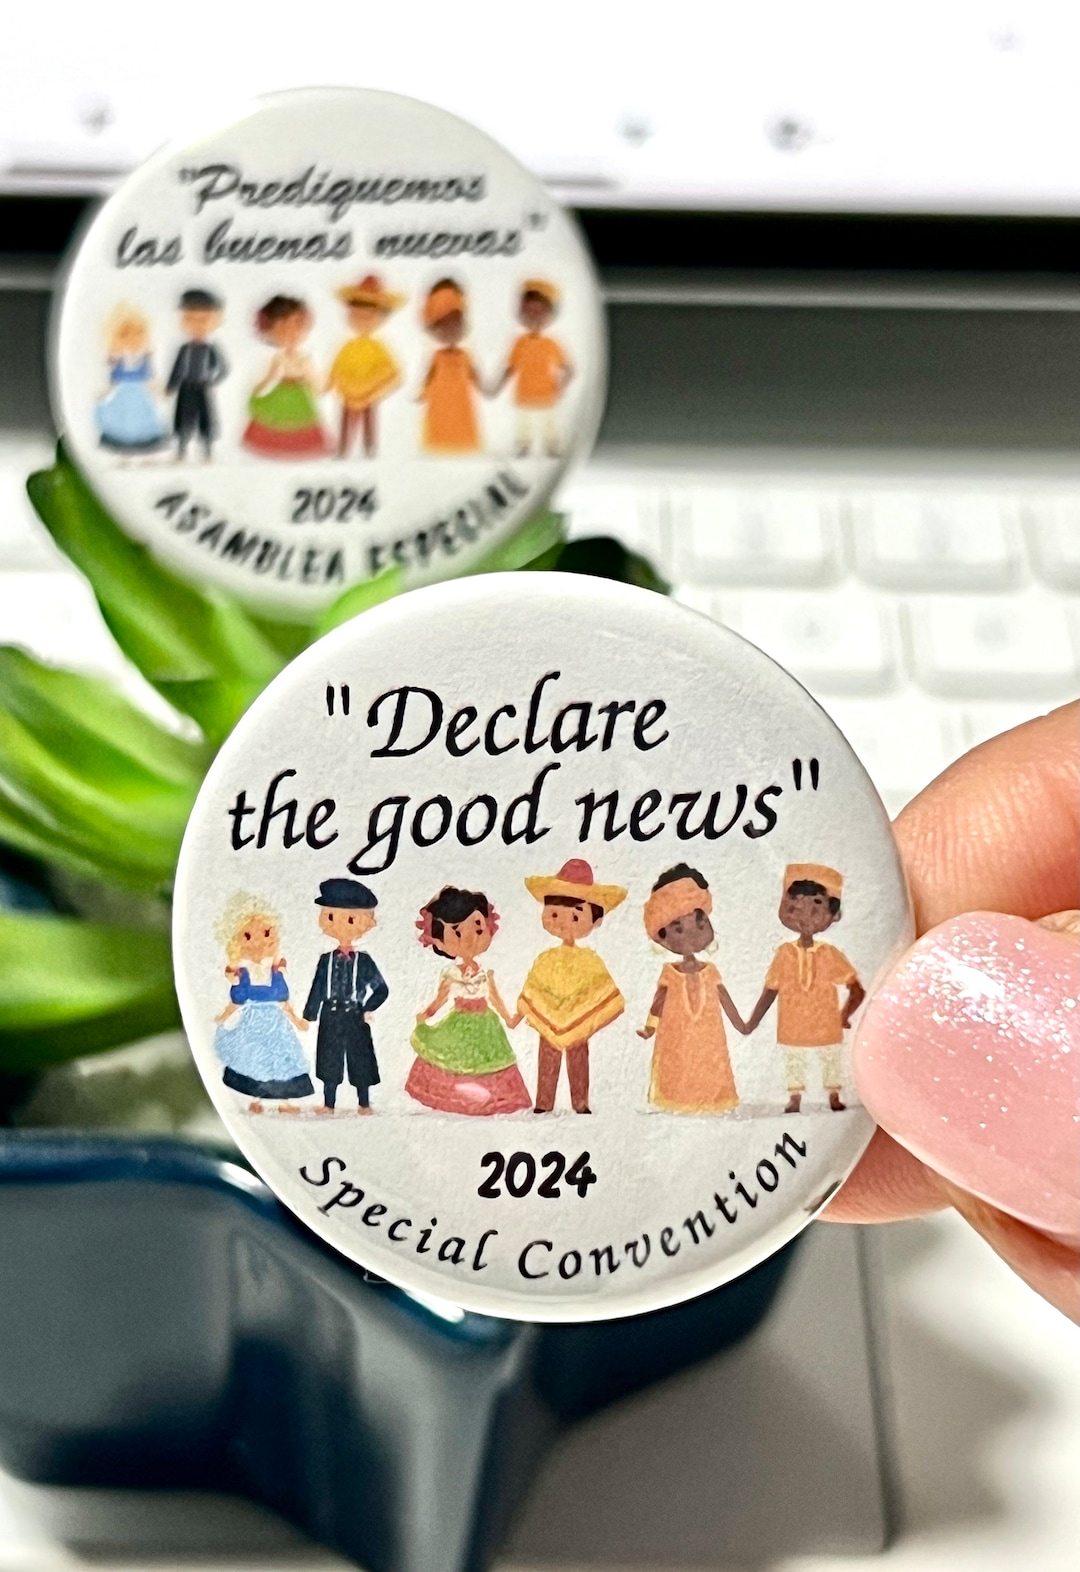 "Prediquemos
las buenas nuevas"
2024
ASAMBLEA ESPECIAL
"Declare
the good news"
2024
Special Convention